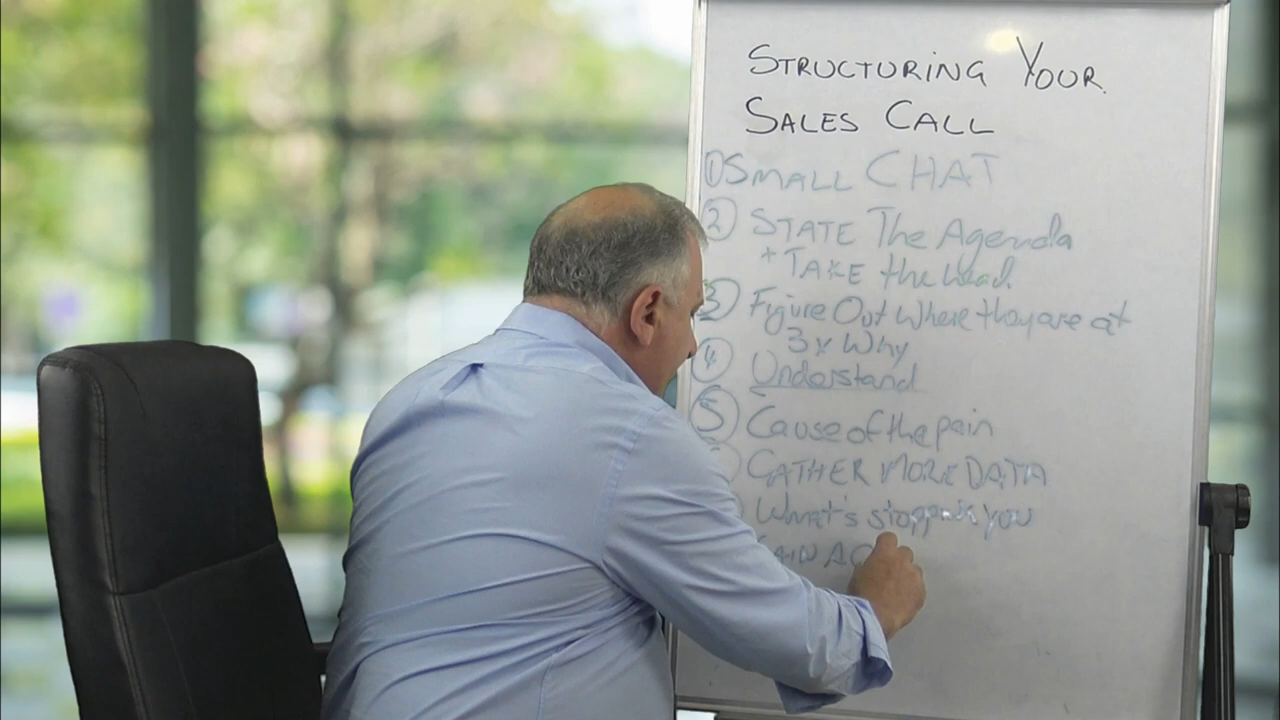 STRUCTURING YOUR
SALES CALL
① SMALL CHAT
② STATE The Agenda
+ TAKE the lead
③ Figure Out Where they are at
3x Why
④ Understand
⑤ Cause of the pain
GATHER MORE DATA
What's stopping you